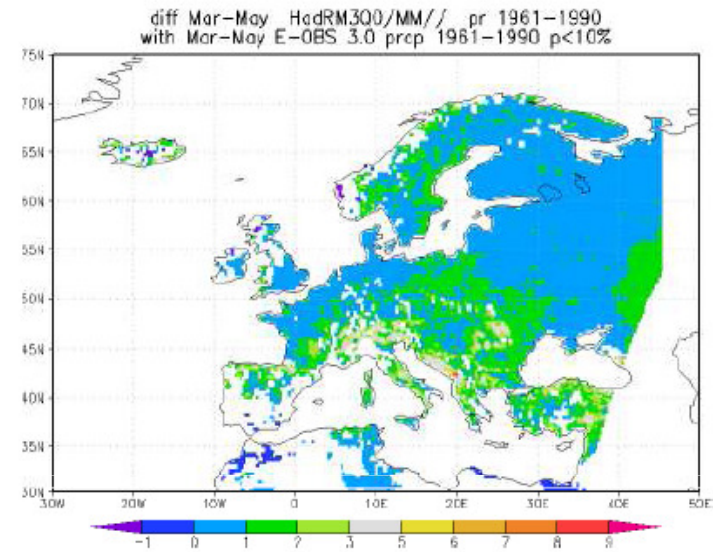 diff Mar-May HadRM3Q0/MM// pr 1961-1990
with Mar-May E-OBS 3.0 prcp 1961-1990 p<10%
75N
70N
65N
60N
55N
50N
45N
40N
35N
30N
30W 20W 10W 0 10E 20E 30E 40E 50E
-1 0 1 2 3 5 6 7 8 9